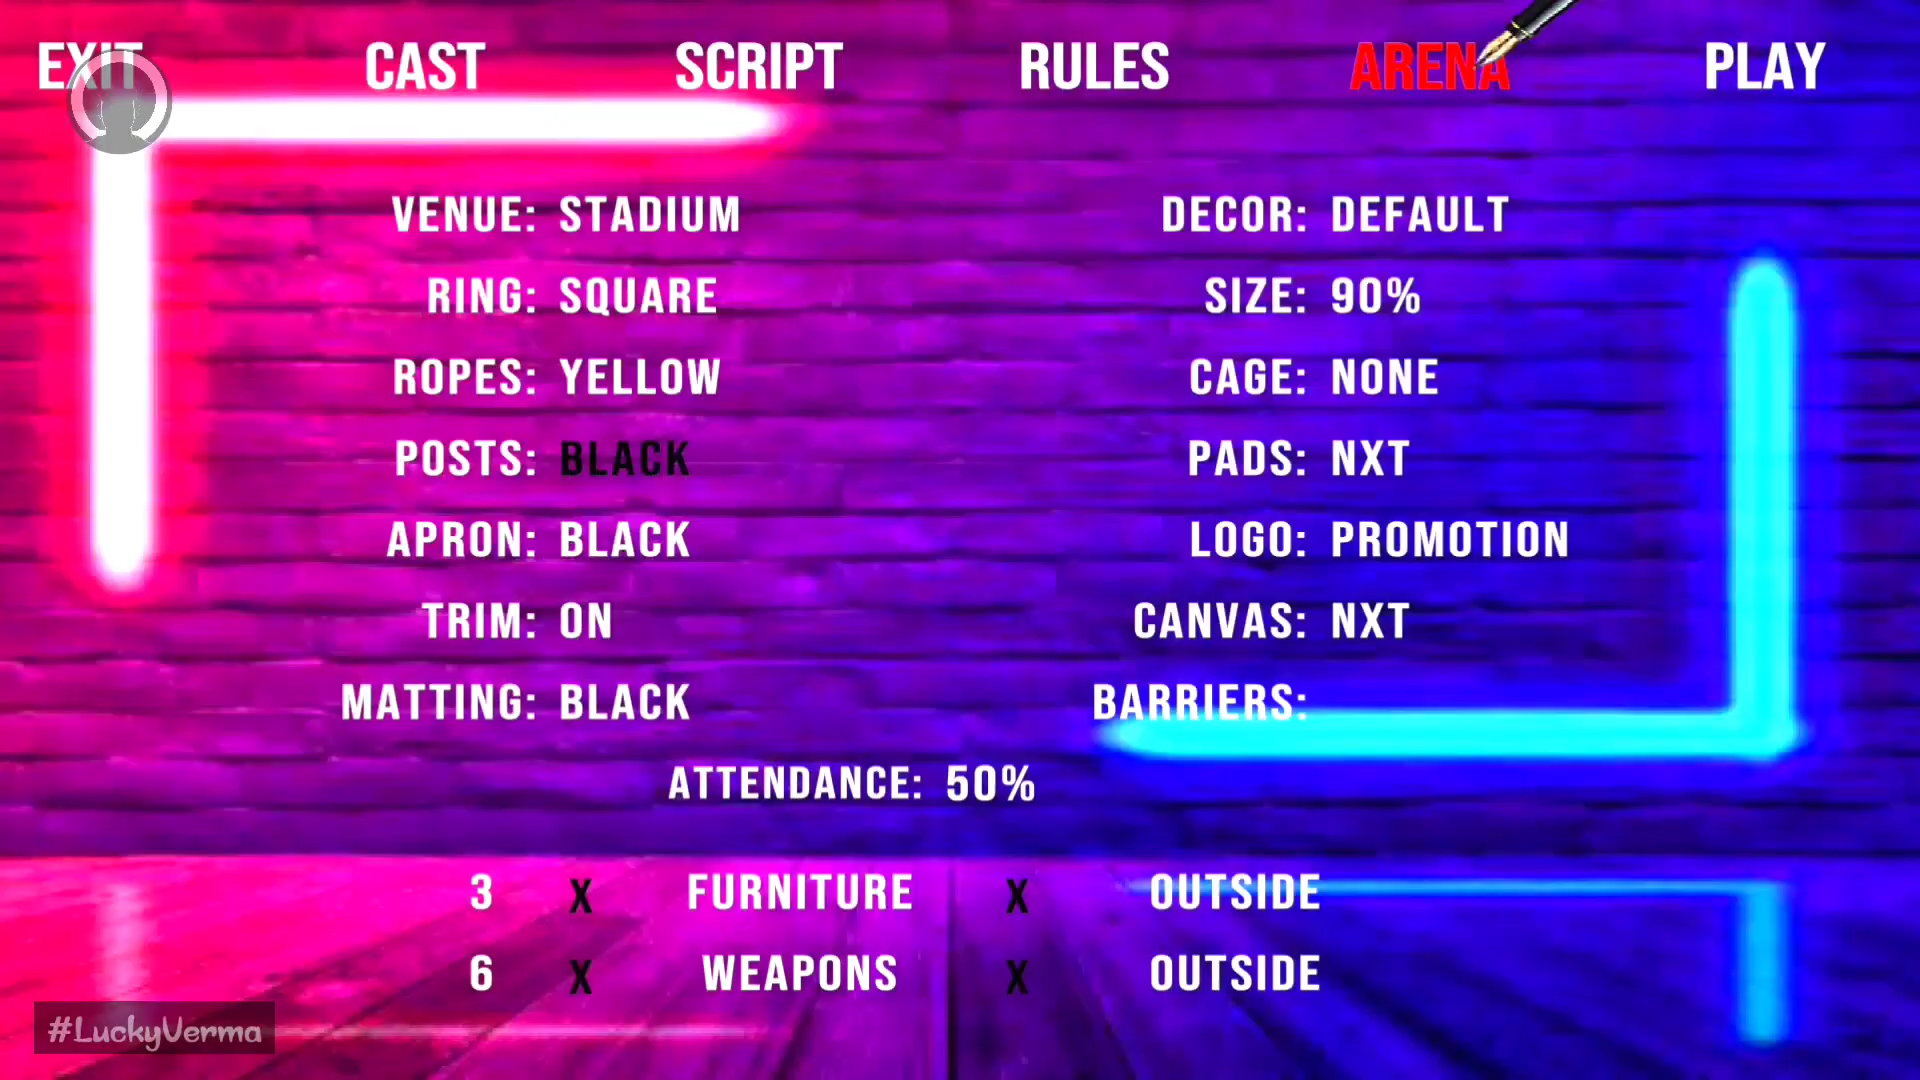 EXIT CAST SCRIPT RULES ARENA PLAY
VENUE: STADIUM DECOR: DEFAULT
RING: SQUARE SIZE: 90%
ROPES: YELLOW CAGE: NONE
POSTS: BLACK PADS: NXT
APRON: BLACK LOGO: PROMOTION
TRIM: ON CANVAS: NXT
MATTING: BLACK BARRIERS:
ATTENDANCE: 50%
3 X FURNITURE X OUTSIDE
6 X WEAPONS X OUTSIDE
#LuckyVerma